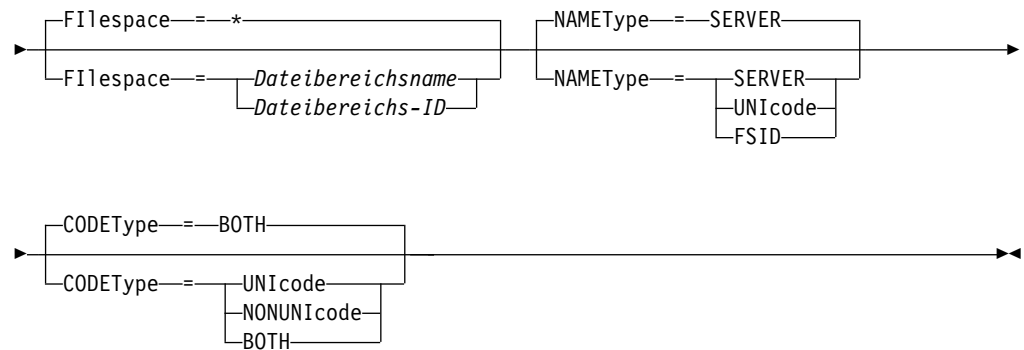 FIlespace = * NAMEType = SERVER
FIlespace = Dateibereichsname NAMEType = SERVER
Dateibereichs-ID UNIcode
FSID
CODEType = BOTH
CODEType = UNIcode
NONUNIcode
BOTH